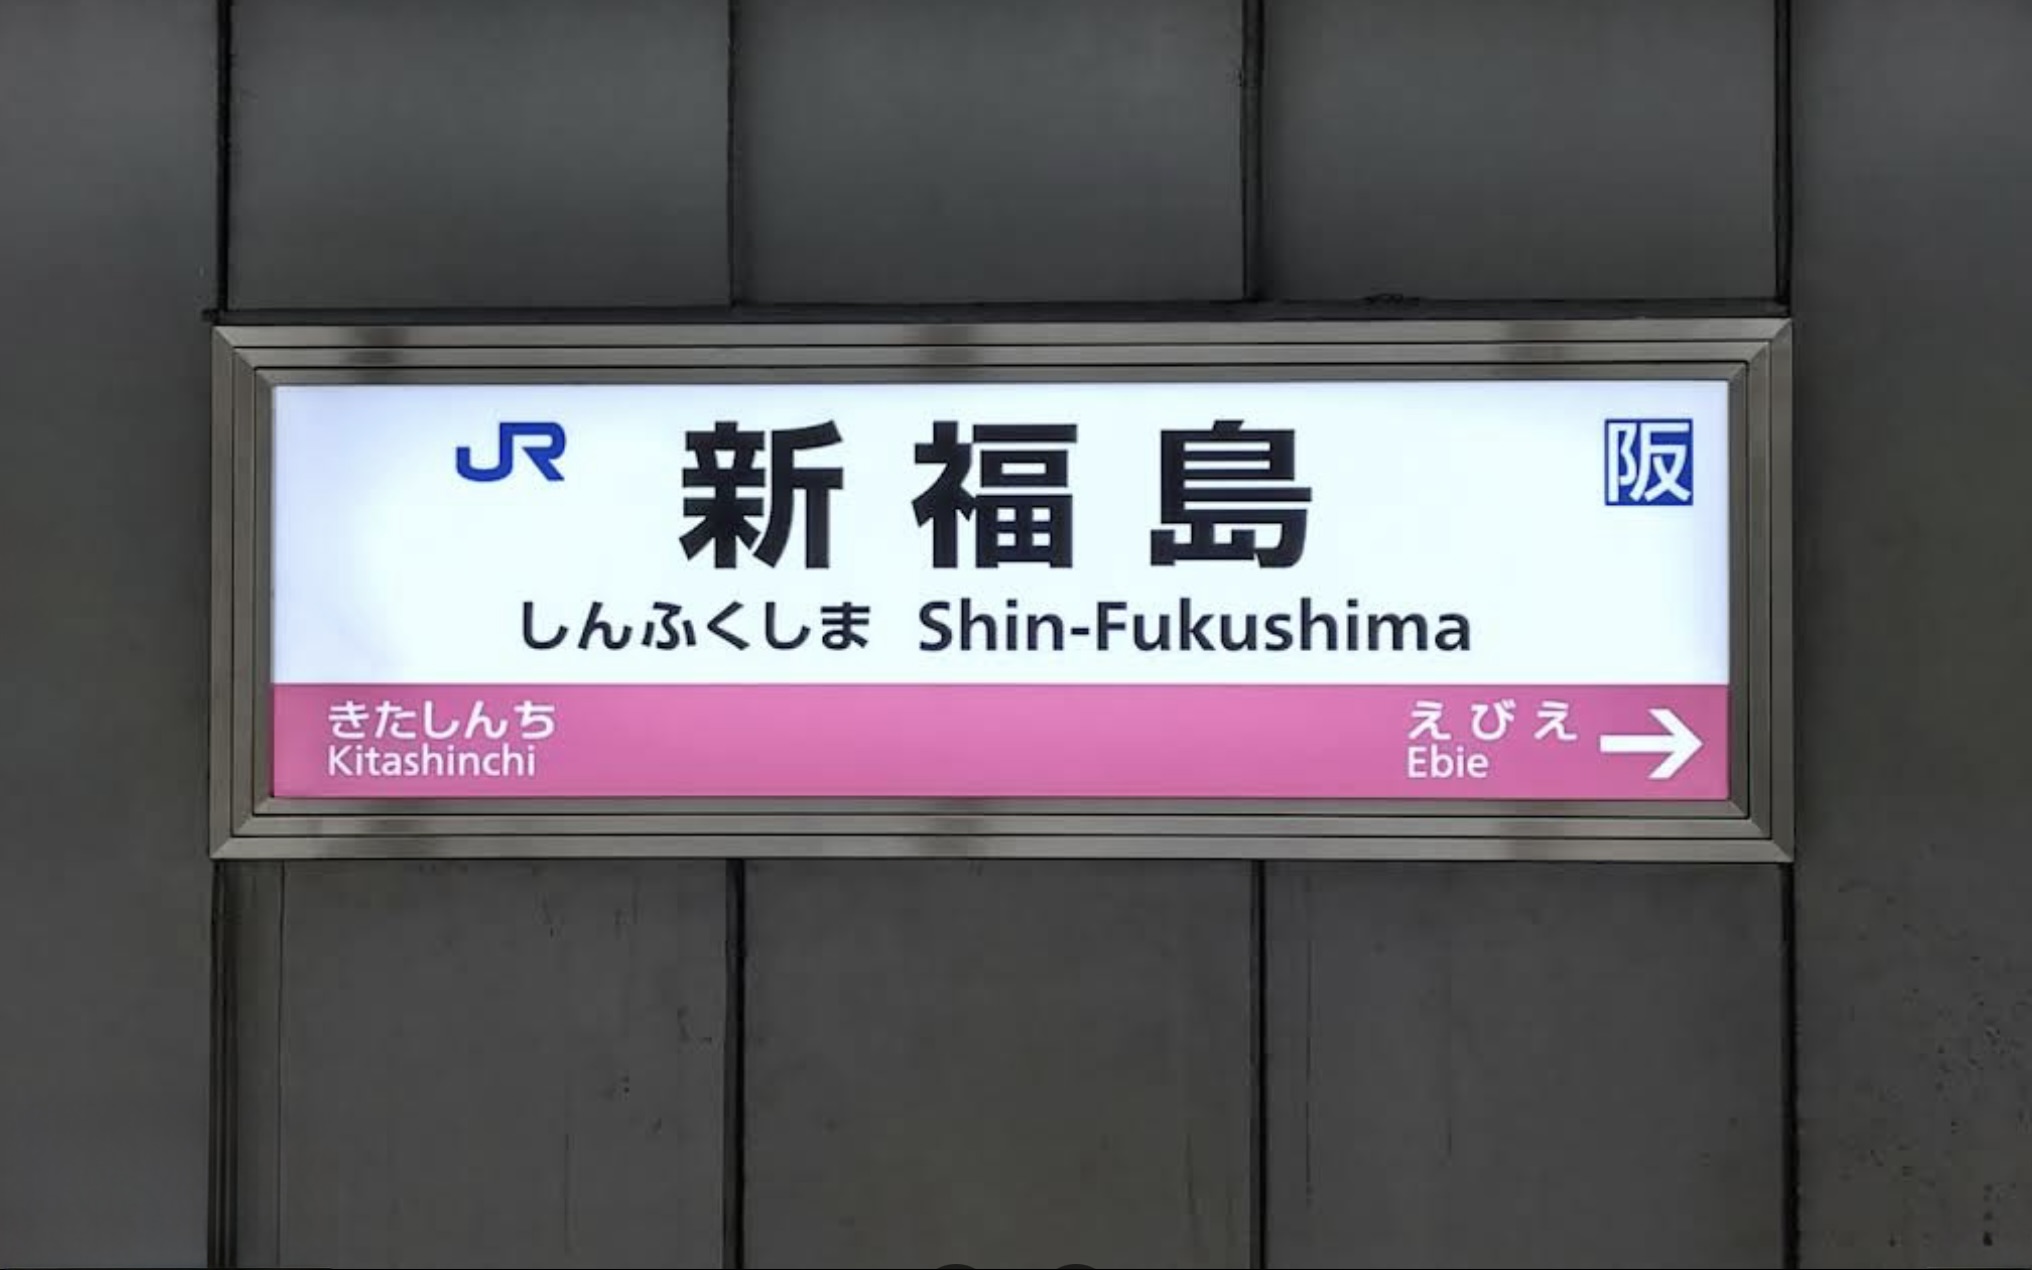 JR 新福島 阪
しんふくしま Shin-Fukushima
きたしんち えびえ →
Kitashinchi Ebie